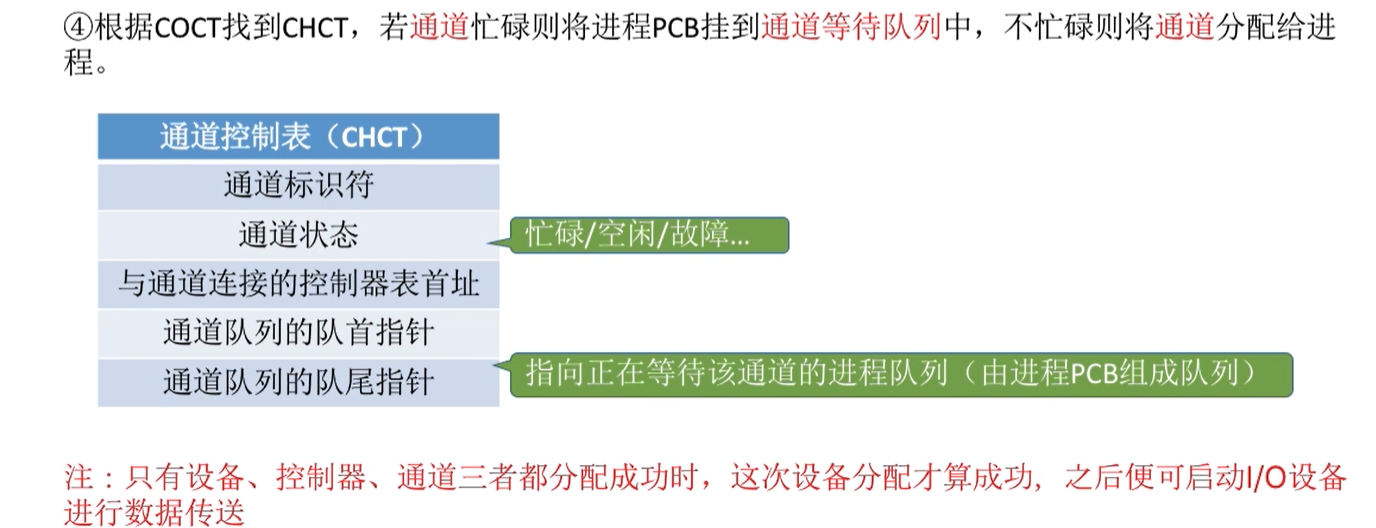 ④根据COCT找到CHCT，若通道忙碌则将进程PCB挂到通道等待队列中，不忙碌则将通道分配给进
程。
通道控制表（CHCT）
通道标识符
通道状态
忙碌/空闲/故障...
与通道连接的控制器表首址
通道队列的队首指针
通道队列的队尾指针
指向正在等待该通道的进程队列（由进程PCB组成队列）
注：只有设备、控制器、通道三者都分配成功时，这次设备分配才算成功，之后便可启动I/O设备
进行数据传送